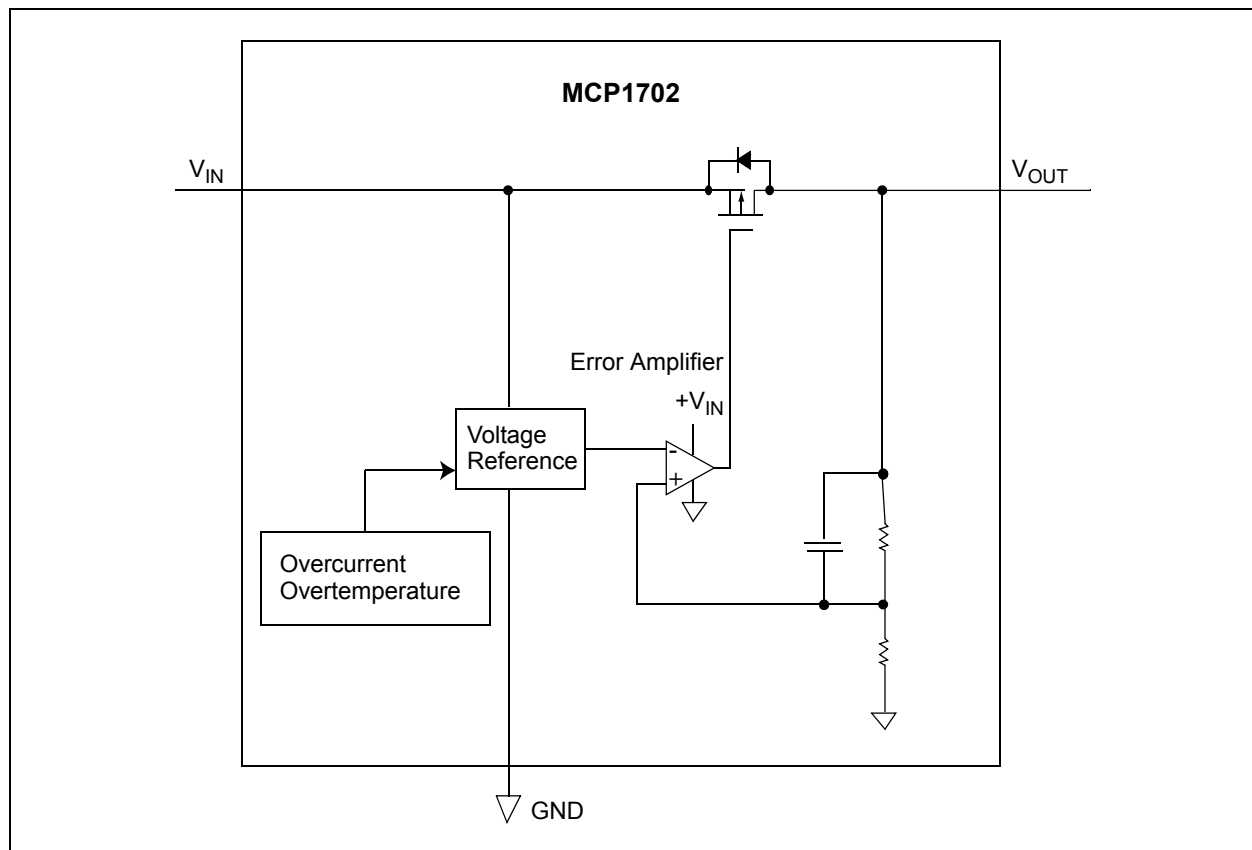 MCP1702
V_IN
V_OUT
Error Amplifier
+V_IN
Voltage
Reference
-
+
Overcurrent
Overtemperature
GND